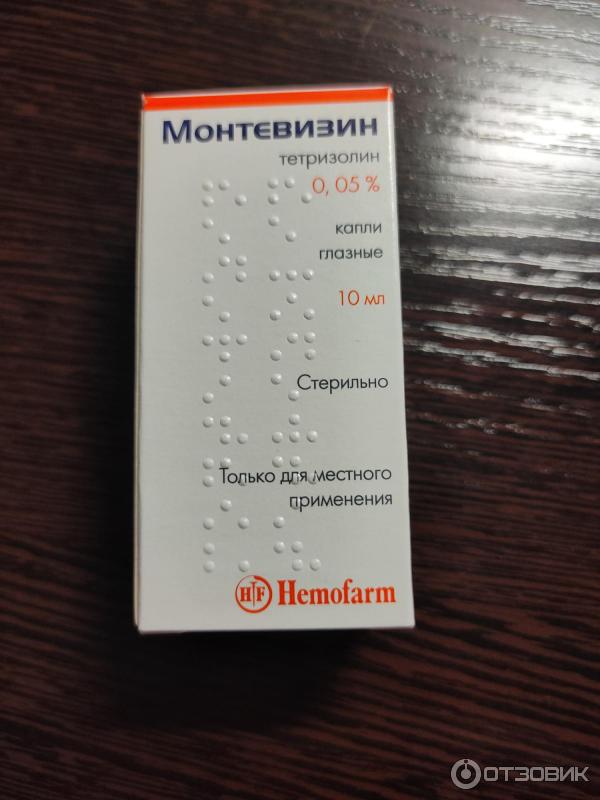 Монтевизин
тетризолин
0,05 %
капли
глазные
10 мл
Стерильно
Только для местного
применения
HF Hemofarm
ОТЗОВИК